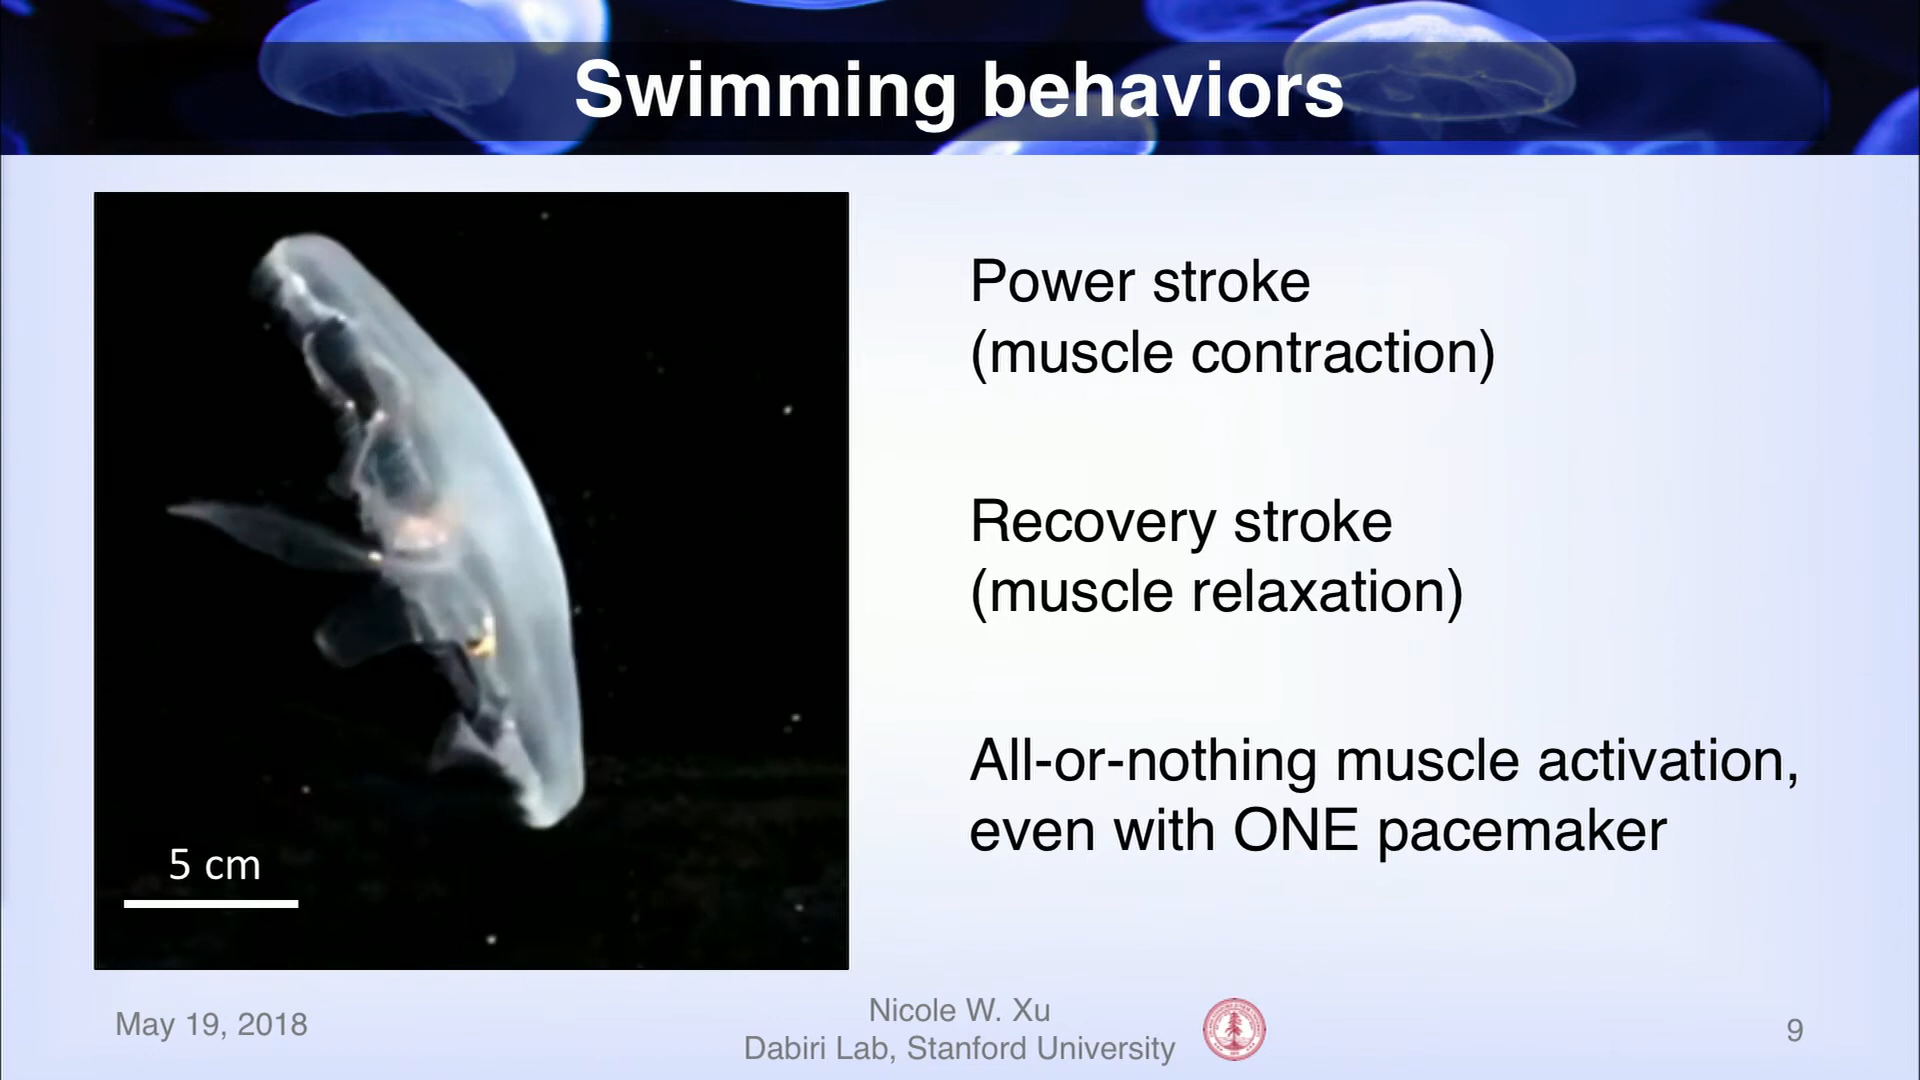 Swimming behaviors
Power stroke
(muscle contraction)
Recovery stroke
(muscle relaxation)
All-or-nothing muscle activation,
even with ONE pacemaker
5 cm
May 19, 2018
Nicole W. Xu
Dabiri Lab, Stanford University
9